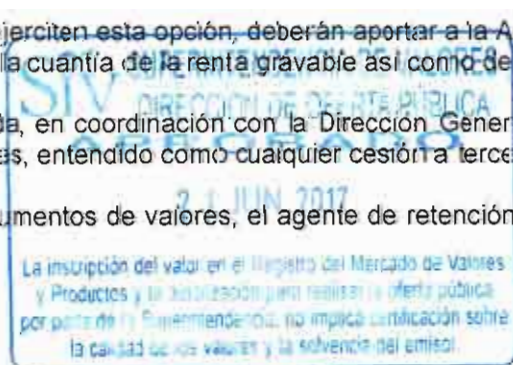 ejerciten esta opción, deberán aportar a la A
la cuantía de la renta gravable así como de
SIV SUPERINTENDENCIA DE VALORES
DIRECCIÓN DE OFERTA PÚBLICA
da, en coordinación con la Dirección Gener
APROBADO
es, entendido como cualquier cesión a terce
21 JUN 2017
umentos de valores, el agente de retención
La inscripción del valor en el Registro del Mercado de Valores
y Productos y la autorización para realizar la oferta pública
por parte de la Superintendencia, no implica certificación sobre
la calidad de los valores y la solvencia del emisor.